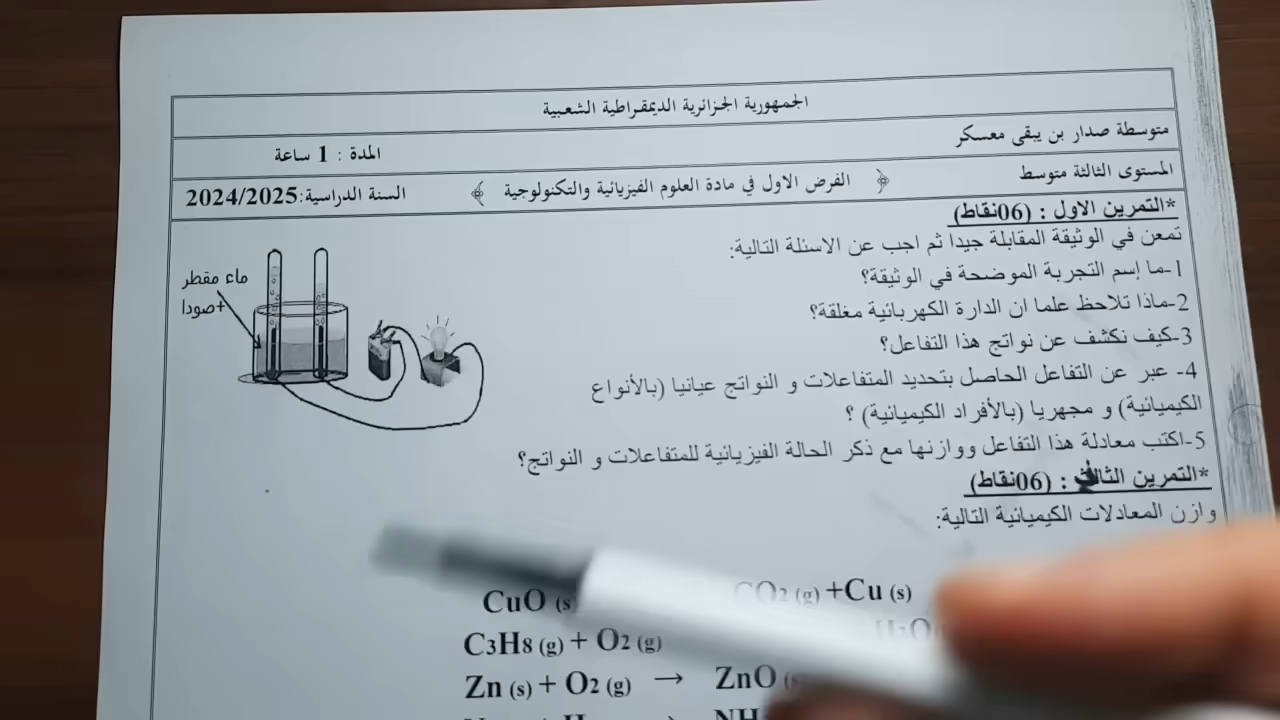 الجمهورية الجزائرية الديمقراطية الشعبية
متوسطة صدار بن يبقى معسكر
المدة : 1 ساعة
المستوى الثالثة متوسط
الفرض الاول في مادة العلوم الفيزيائية والتكنولوجية
السنة الدراسية:2024/2025
*التمرين الاول : (06نقاط)
تمعن في الوثيقة المقابلة جيدا ثم اجب عن الاسئلة التالية:
1-ما إسم التجربة الموضحة في الوثيقة؟
2-ماذا تلاحظ علما ان الدارة الكهربائية مغلقة؟
3-كيف نكشف عن نواتج هذا التفاعل؟
4- عبر عن التفاعل الحاصل بتحديد المتفاعلات و النواتج عيانيا (بالأنواع
الكيميائية) و مجهريا (بالأفراد الكيميائية) ؟
5-اكتب معادلة هذا التفاعل ووازنها مع ذكر الحالة الفيزيائية للمتفاعلات و النواتج؟
ماء مقطر
+صودا
*التمرين : (06نقاط)
وازن المعادلات الكيميائية التالية:
CuO (s CO2 (g) +Cu (s)
C3H8 (g) + O2 (g)
Zn (s) + O2 (g) → ZnO